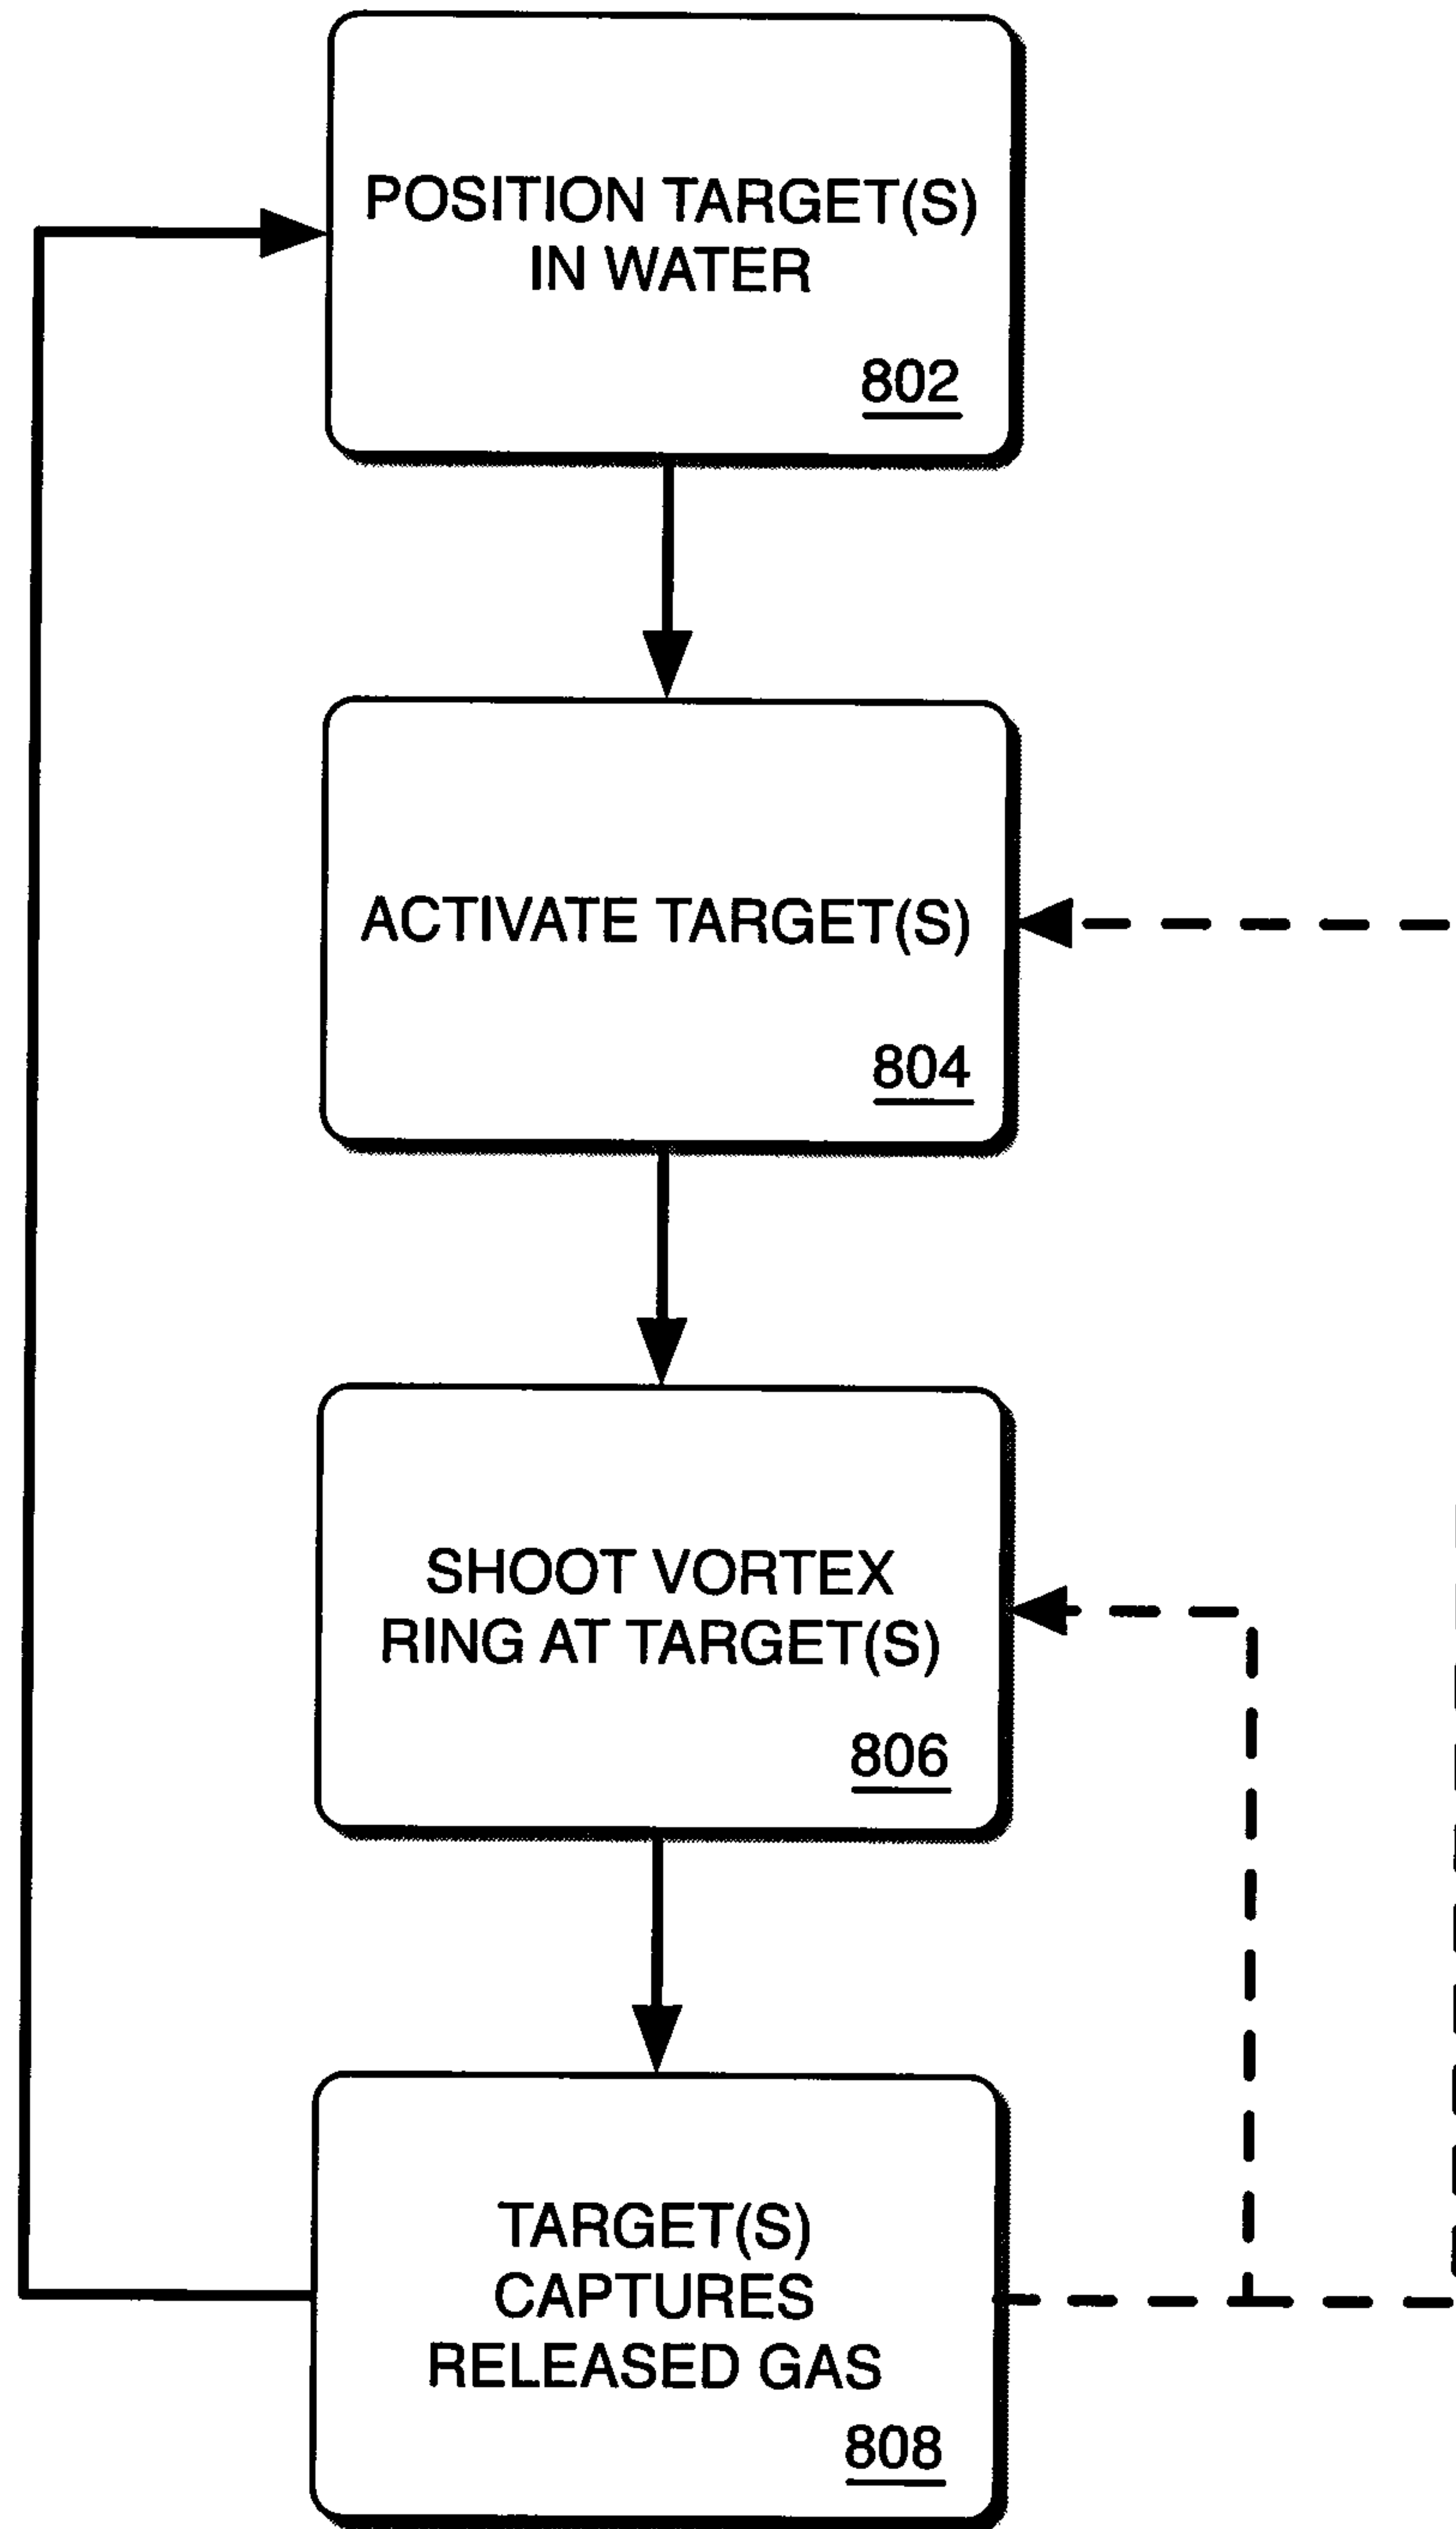 POSITION TARGET(S)
IN WATER
802
ACTIVATE TARGET(S)
804
SHOOT VORTEX
RING AT TARGET(S)
806
TARGET(S)
CAPTURES
RELEASED GAS
808